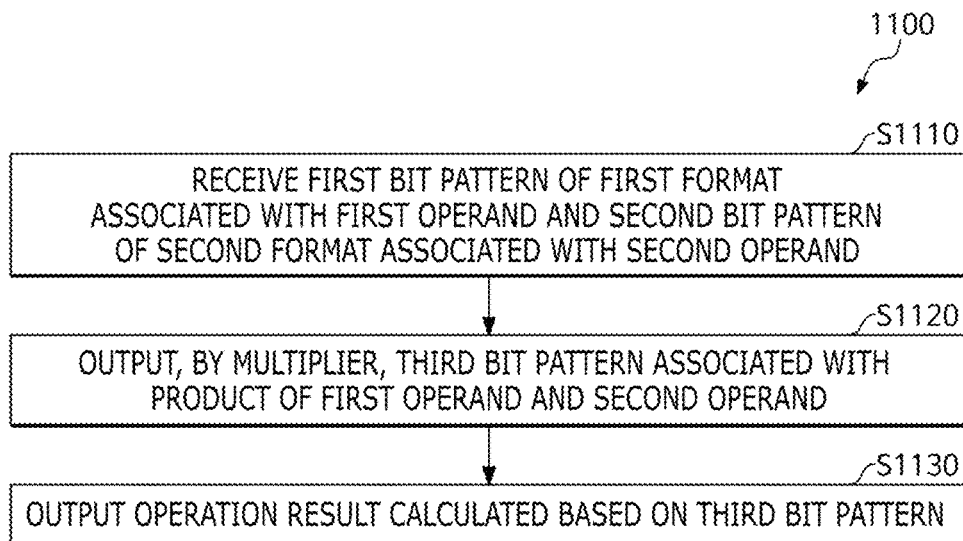 1100
S1110
RECEIVE FIRST BIT PATTERN OF FIRST FORMAT
ASSOCIATED WITH FIRST OPERAND AND SECOND BIT PATTERN
OF SECOND FORMAT ASSOCIATED WITH SECOND OPERAND
S1120
OUTPUT, BY MULTIPLIER, THIRD BIT PATTERN ASSOCIATED WITH
PRODUCT OF FIRST OPERAND AND SECOND OPERAND
S1130
OUTPUT OPERATION RESULT CALCULATED BASED ON THIRD BIT PATTERN